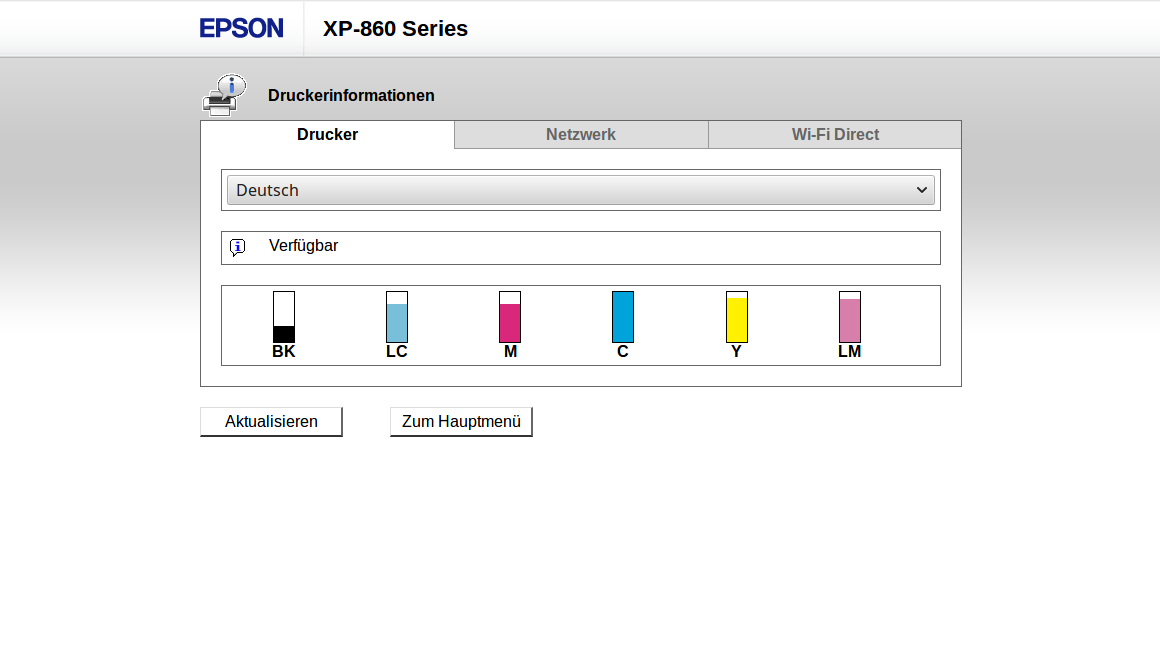 EPSON XP-860 Series
Druckerinformationen
Drucker Netzwerk Wi-Fi Direct
Deutsch
Verfügbar
BK LC M C Y LM
Aktualisieren Zum Hauptmenü